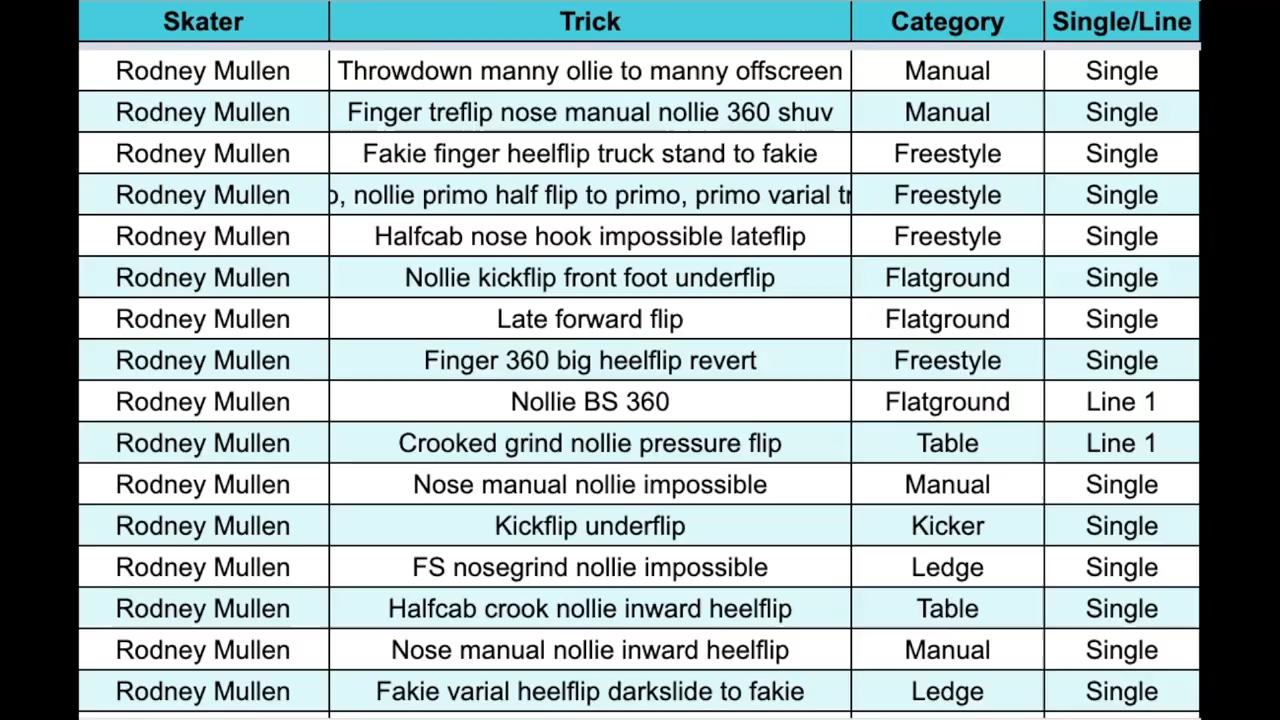 Skater Trick Category Single/Line
Rodney Mullen Throwdown manny ollie to manny offscreen Manual Single
Rodney Mullen Finger treflip nose manual nollie 360 shuv Manual Single
Rodney Mullen Fakie finger heelflip truck stand to fakie Freestyle Single
Rodney Mullen , nollie primo half flip to primo, primo varial Freestyle Single
Rodney Mullen Halfcab nose hook impossible lateflip Freestyle Single
Rodney Mullen Nollie kickflip front foot underflip Flatground Single
Rodney Mullen Late forward flip Flatground Single
Rodney Mullen Finger 360 big heelflip revert Freestyle Single
Rodney Mullen Nollie BS 360 Flatground Line 1
Rodney Mullen Crooked grind nollie pressure flip Table Line 1
Rodney Mullen Nose manual nollie impossible Manual Single
Rodney Mullen Kickflip underflip Kicker Single
Rodney Mullen FS nosegrind nollie impossible Ledge Single
Rodney Mullen Halfcab crook nollie inward heelflip Table Single
Rodney Mullen Nose manual nollie inward heelflip Manual Single
Rodney Mullen Fakie varial heelflip darkslide to fakie Ledge Single